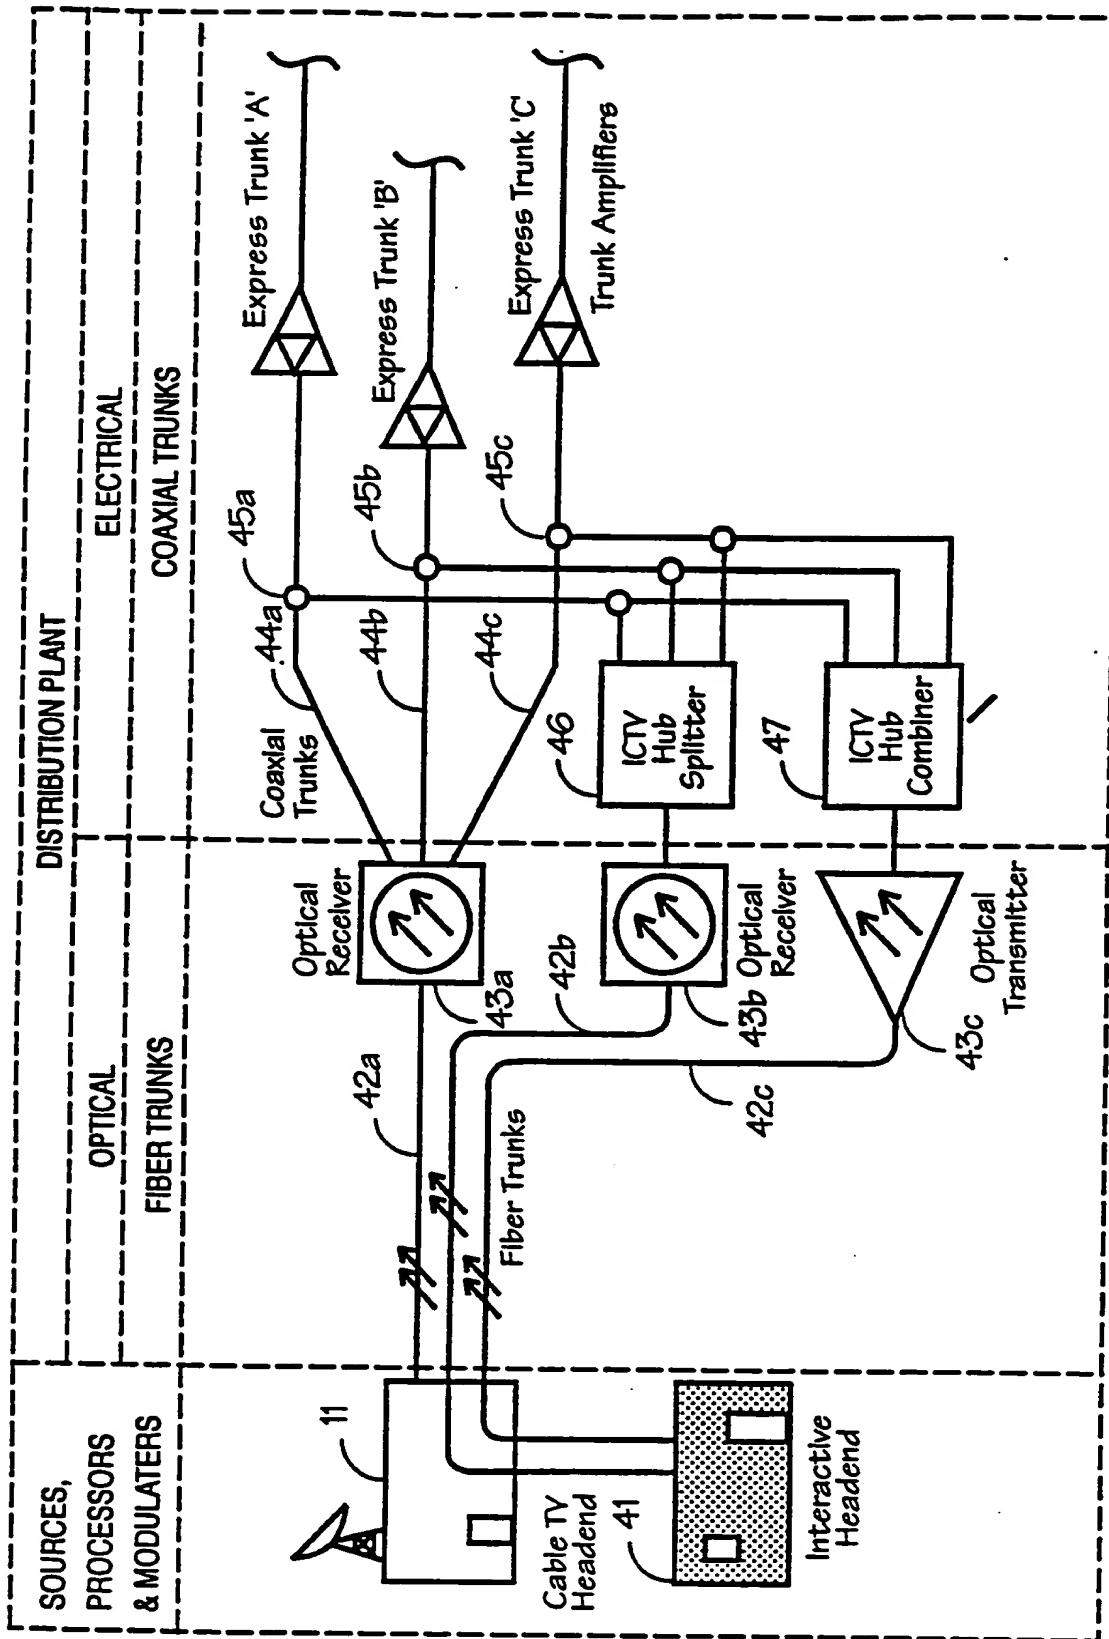 DISTRIBUTION PLANT
SOURCES,
PROCESSORS
& MODULATERS
OPTICAL
ELECTRICAL
FIBER TRUNKS
COAXIAL TRUNKS
11
Cable TV
Headend
41
Interactive
Headend
42a
42b
42c
Fiber Trunks
Optical
Receiver
43a
Optical
Receiver
43b
Optical
Transmitter
43c
Coaxial
Trunks
44a
44b
44c
45a
45b
45c
46
ICTV
Hub
Splitter
47
ICTV
Hub
Combiner
Express Trunk 'A'
Express Trunk 'B'
Express Trunk 'C'
Trunk Amplifiers